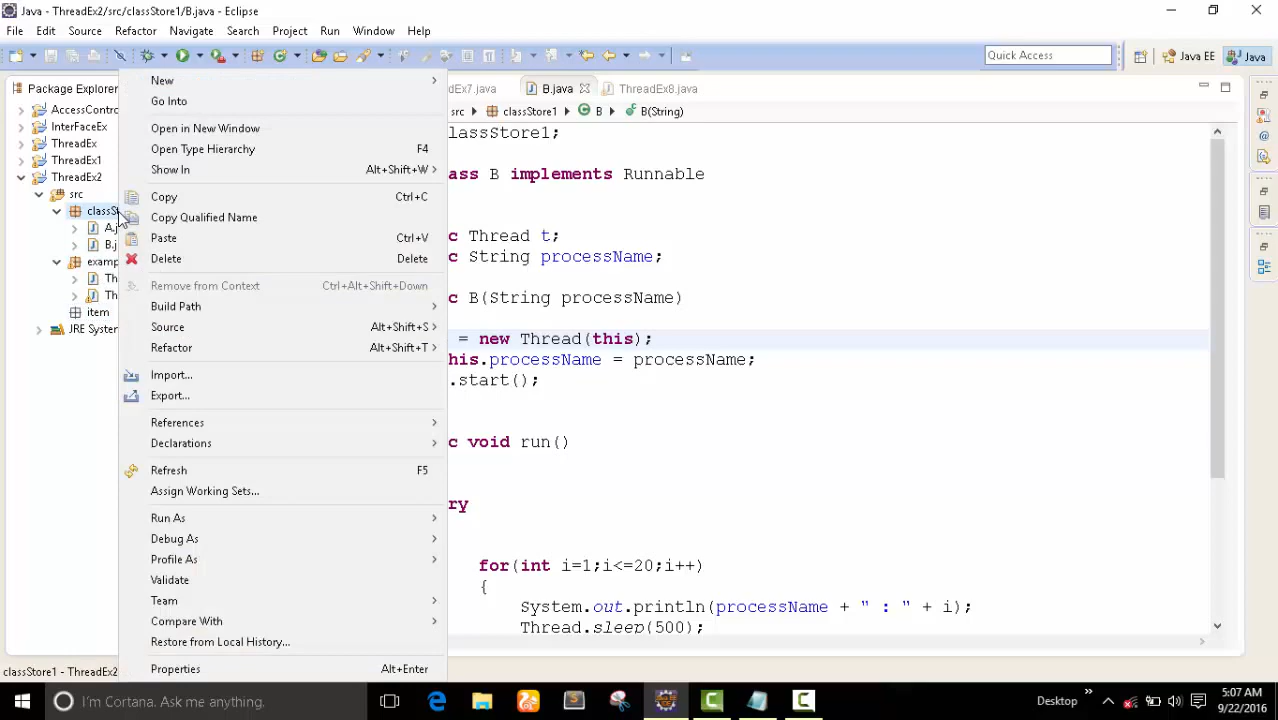 Java - ThreadEx2/src/classStore1/B.java - Eclipse
File Edit Source Refactor Navigate Search Project Run Window Help
Quick Access
Java EE
Java
Package Explorer
AccessContro
InterFaceEx
ThreadEx
ThreadEx1
ThreadEx2
src
classSt
A.j
B.j
examp
Th
Th
item
JRE System
New
Go Into
Open in New Window
Open Type Hierarchy F4
Show In Alt+Shift+W
Copy Ctrl+C
Copy Qualified Name
Paste Ctrl+V
Delete Delete
Remove from Context Ctrl+Alt+Shift+Down
Build Path
Source Alt+Shift+S
Refactor Alt+Shift+T
Import...
Export...
References
Declarations
Refresh F5
Assign Working Sets...
Run As
Debug As
Profile As
Validate
Team
Compare With
Restore from Local History...
Properties Alt+Enter
dEx7.java B.java ThreadEx8.java
src classStore1 B B(String)
lassStore1;
ass B implements Runnable
c Thread t;
c String processName;
c B(String processName)
= new Thread(this);
his.processName = processName;
.start();
c void run()
ry
for(int i=1;i<=20;i++)
{
System.out.println(processName + " : " + i);
Thread.sleep(500);
classStore1 - ThreadEx2
I'm Cortana. Ask me anything.
Desktop
5:07 AM
9/22/2016